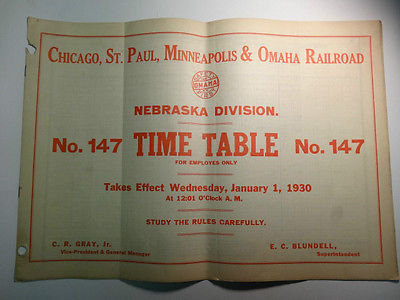 CHICAGO, ST. PAUL, MINNEAPOLIS & OMAHA RAILROAD
OMAHA
NEBRASKA DIVISION.
No. 147 TIME TABLE No. 147
FOR EMPLOYES ONLY
Takes Effect Wednesday, January 1, 1930
At 12:01 O'Clock A. M.
STUDY THE RULES CAREFULLY.
C. R. GRAY, Jr. E. C. BLUNDELL,
Vice-President & General Manager Superintendent